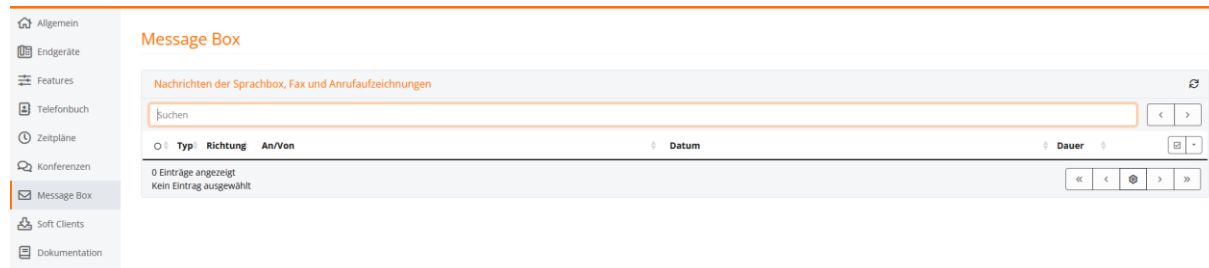 Allgemein
Endgeräte
Features
Telefonbuch
Zeitpläne
Konferenzen
Message Box
Soft Clients
Dokumentation
Message Box
Nachrichten der Sprachbox, Fax und Anrufaufzeichnungen
Suchen
Typ Richtung An/Von Datum Dauer
0 Einträge angezeigt
Kein Eintrag ausgewählt